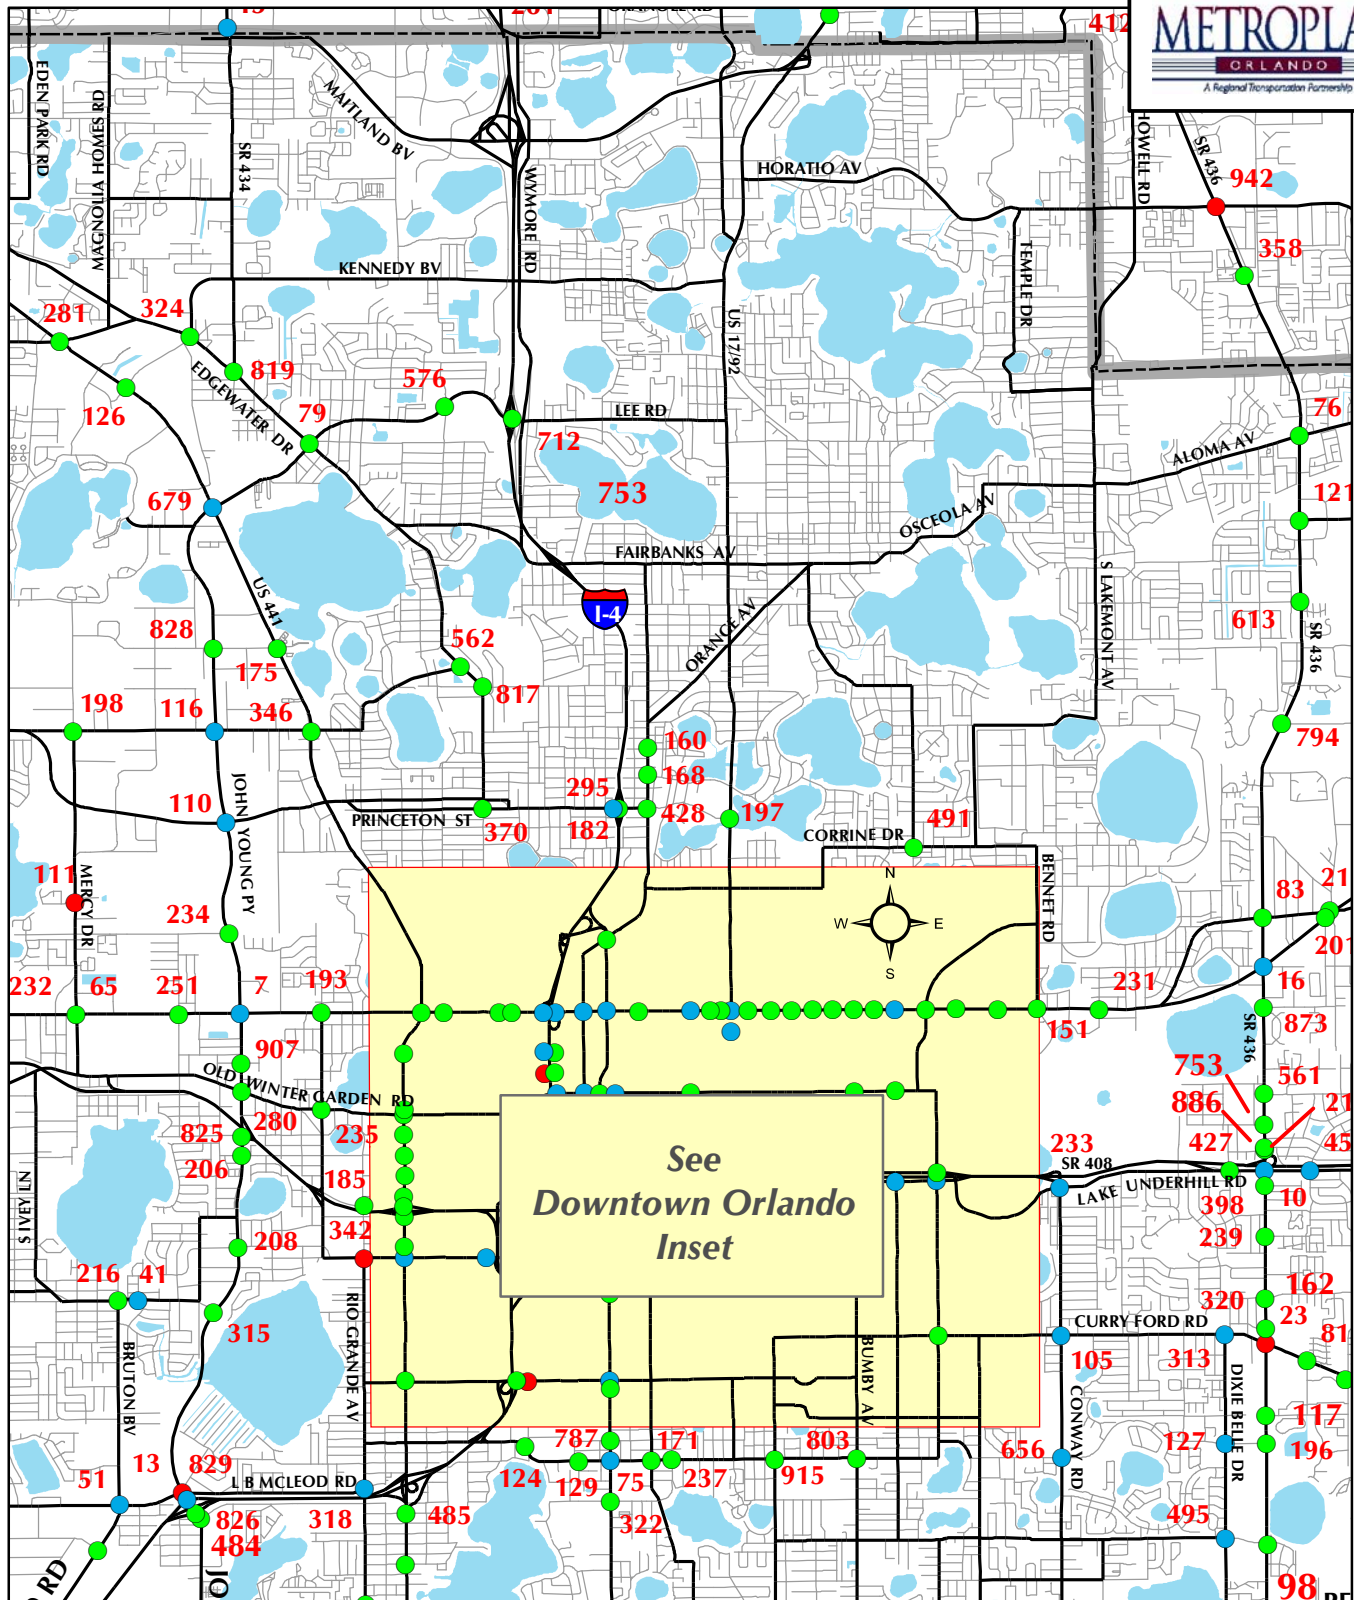 METROPLA
ORLANDO
A Regional Transportation Partnership
412
EDEN PARK RD
MAGNOLIA HOMES RD
SR 434
MAITLAND BV
WYMORE RD
HORATIO AV
HOWELL RD
SR 436
942
358
TEMPLE DR
KENNEDY BV
281
324
US 17/92
819
576
EDGEWATER DR
79
126
LEE RD
712
76
ALOMA AV
753
679
121
OSCEOLA AV
FAIRBANKS AV
US 441
I-4
S LAKEMONT AV
828
175
562
ORANGE AV
613
SR 436
817
198
116
346
160
794
168
110
JOHN YOUNG PY
295
PRINCETON ST
370
182
428
197
CORRINE DR
491
111
MERCY DR
N
W
E
S
BENNET RD
83
21
234
201
232
65
251
7
193
231
16
151
873
SR 436
907
OLD WINTER GARDEN RD
753
561
886
21
280
825
235
206
See
Downtown Orlando
Inset
233
SR 408
427
45
LAKE UNDERHILL RD
S IVEY LN
185
398
10
342
208
239
216
41
RIO GRANDE AV
162
320
23
315
CURRY FORD RD
81
BRUTON BV
BUMBY AV
105
313
DIXIE BELLE DR
CONWAY RD
117
13
829
787
171
803
656
127
196
51
L B MCLEOD RD
124
129
75
237
915
826
318
485
322
495
484
RD
JO
98